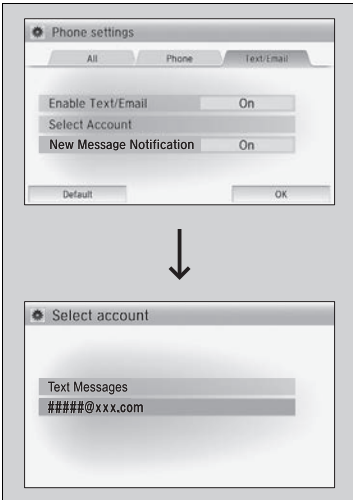 Phone settings
All Phone Text/Email
Enable Text/Email On
Select Account
New Message Notification On
Default OK
Select account
Text Messages
#####@xxx.com